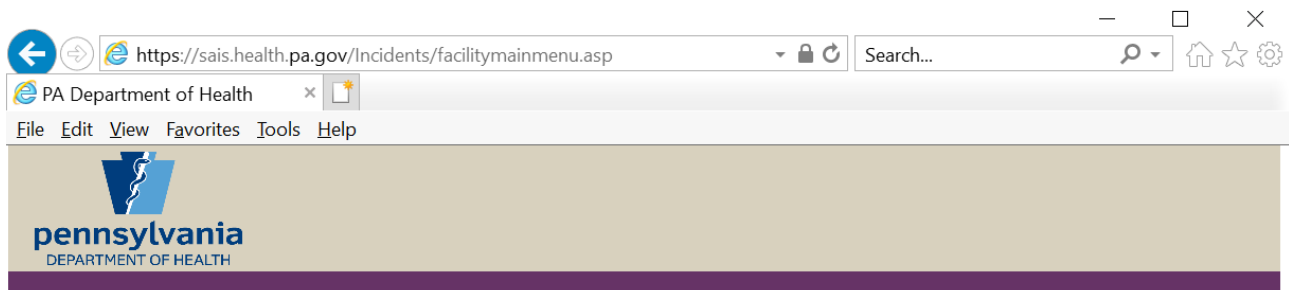 https://sais.health.pa.gov/Incidents/facilitymainmenu.asp Search...
PA Department of Health
File Edit View Favorites Tools Help
pennsylvania
DEPARTMENT OF HEALTH